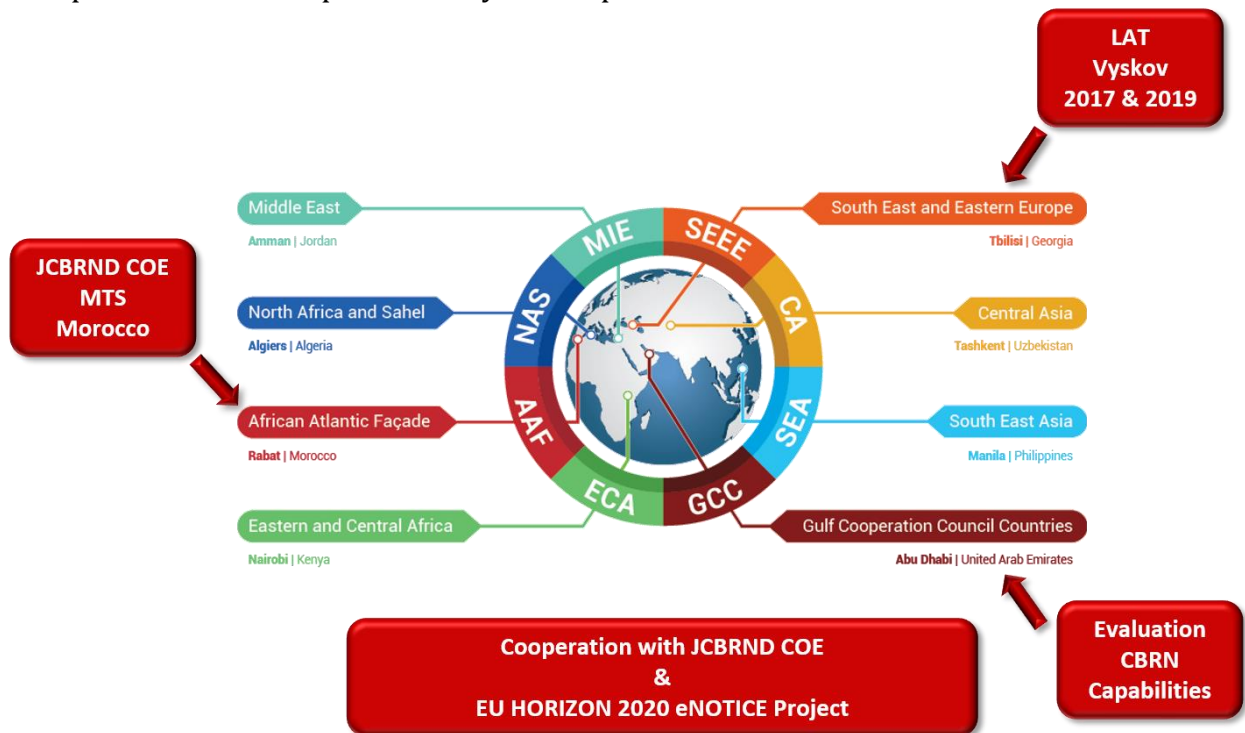 LAT
Vyskov
2017 & 2019
Middle East
Amman | Jordan
South East and Eastern Europe
Tbilisi | Georgia
JCBRND COE
MTS
Morocco
North Africa and Sahel
Algiers | Algeria
Central Asia
Tashkent | Uzbekistan
African Atlantic Façade
Rabat | Morocco
South East Asia
Manila | Philippines
Eastern and Central Africa
Nairobi | Kenya
Gulf Cooperation Council Countries
Abu Dhabi | United Arab Emirates
MIE
SEEE
NAS
CA
AAF
SEA
ECA
GCC
Cooperation with JCBRND COE
&
EU HORIZON 2020 eNOTICE Project
Evaluation
CBRN
Capabilities